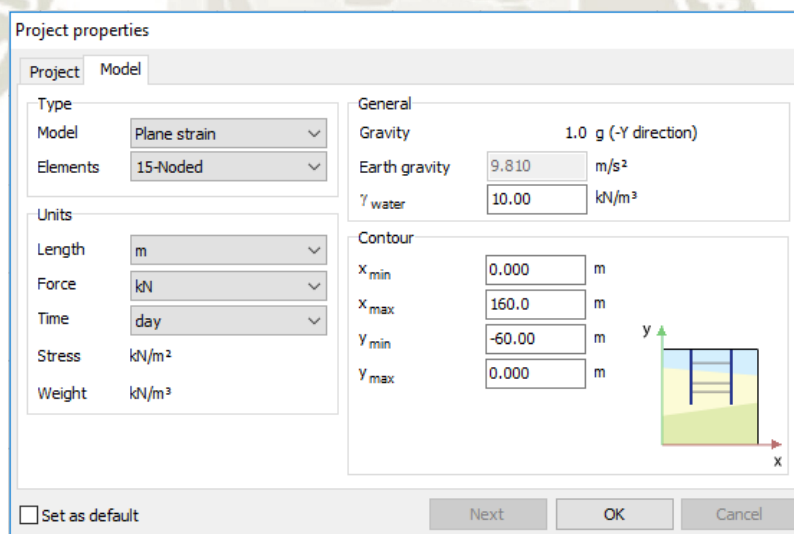 Project properties
Project Model
Type
Model Plane strain
Elements 15-Noded
Units
Length m
Force kN
Time day
Stress kN/m²
Weight kN/m³
General
Gravity 1.0 g (-Y direction)
Earth gravity 9.810 m/s²
γ water 10.00 kN/m³
Contour
x min 0.000 m
x max 160.0 m
y min -60.00 m
y max 0.000 m
y
x
Set as default Next OK Cancel